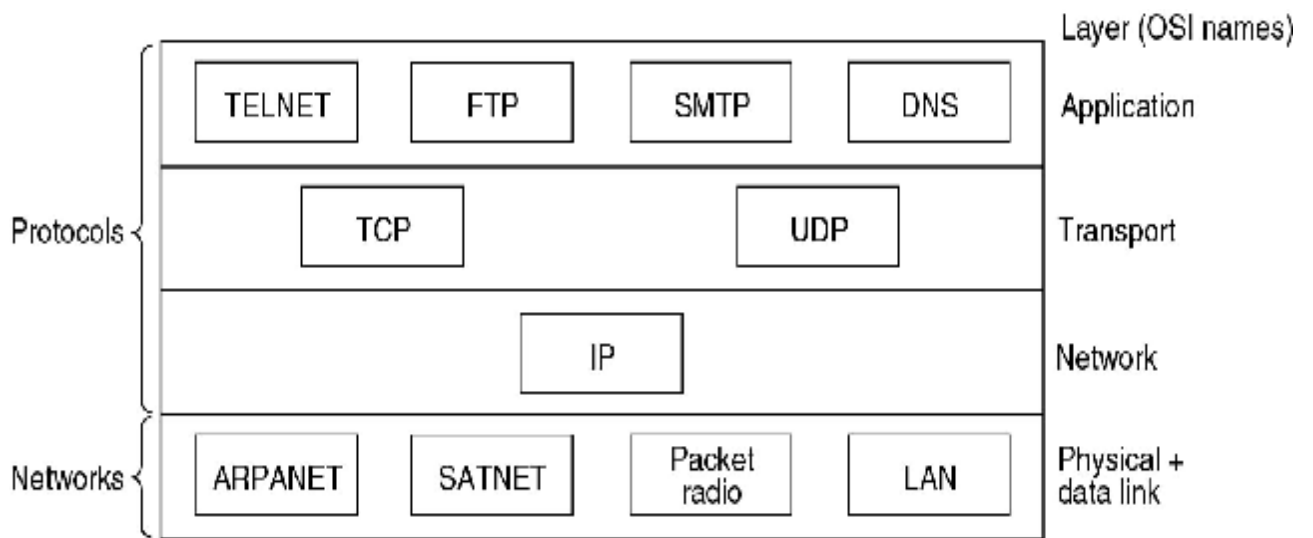 Layer (OSI names)
TELNET FTP SMTP DNS Application
Protocols TCP UDP Transport
IP Network
Networks ARPANET SATNET Packet radio LAN Physical + data link